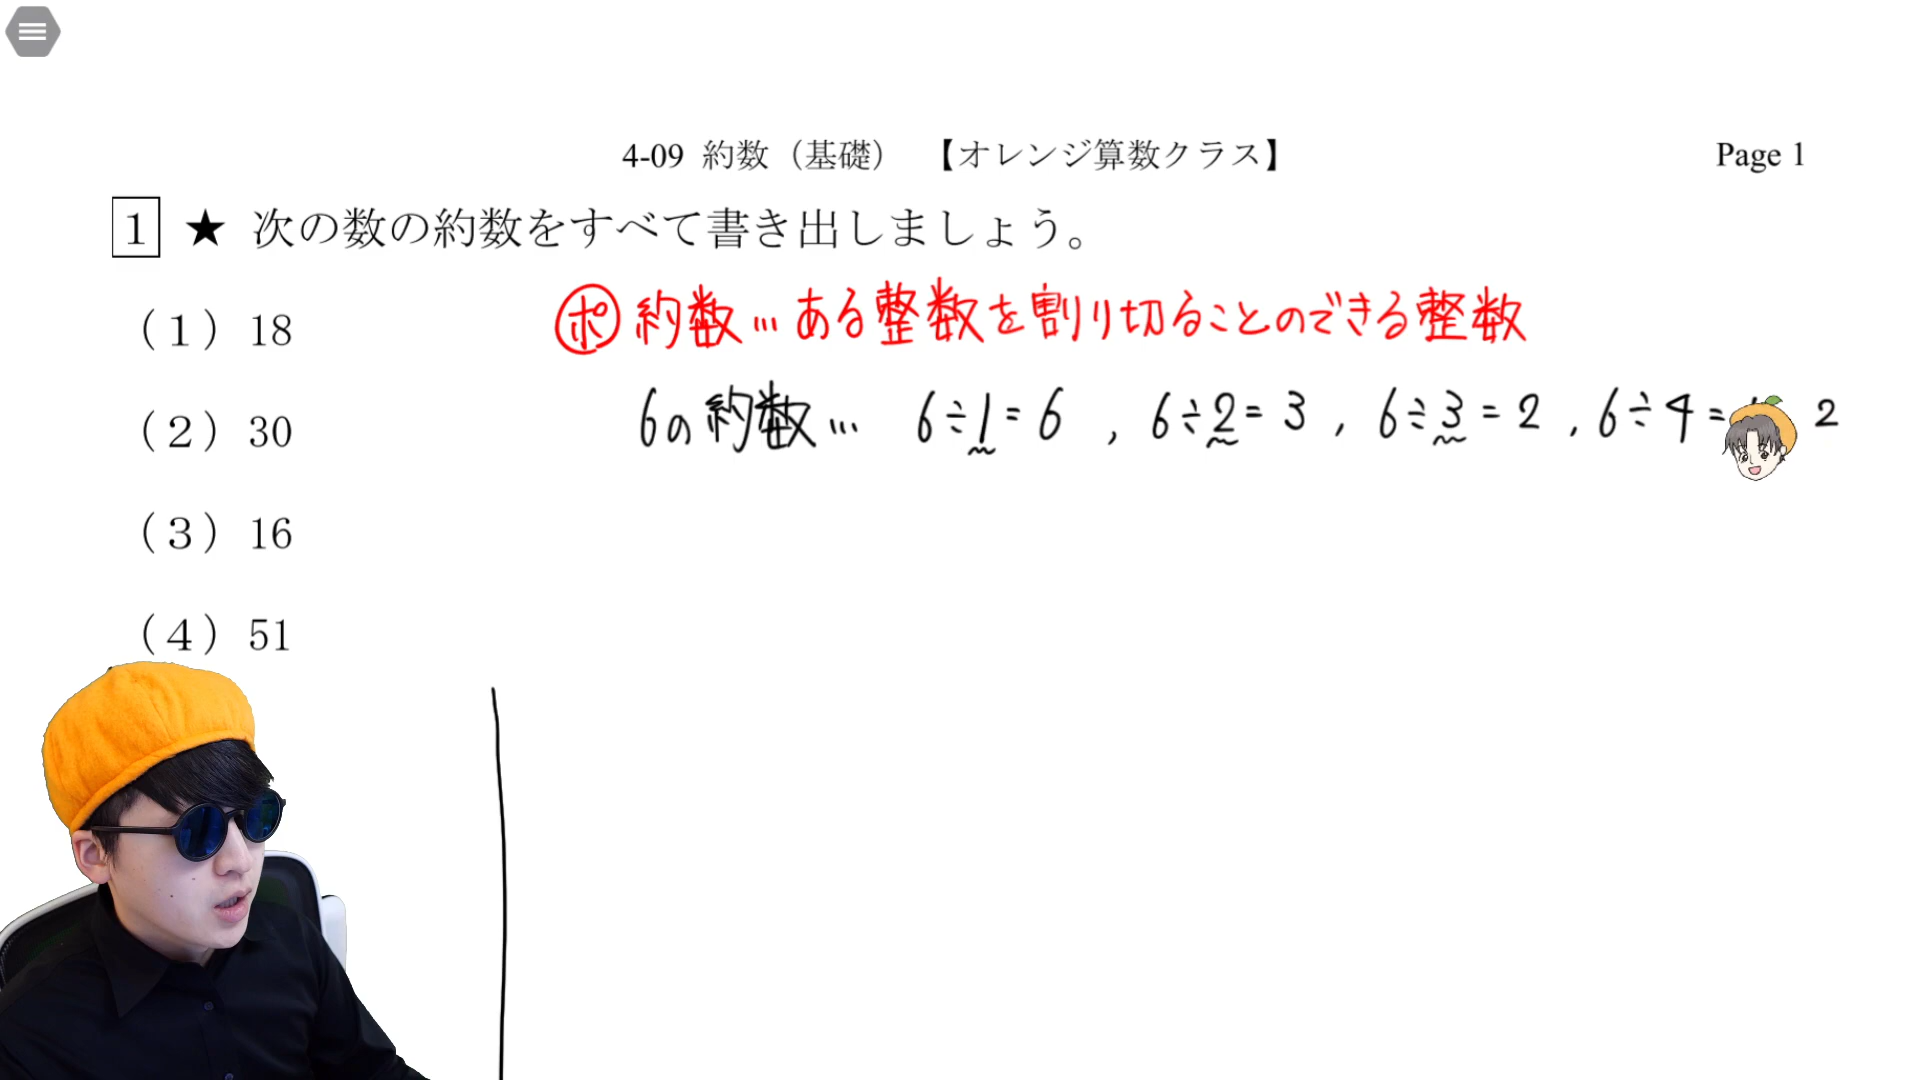 4-09 約数（基礎） 【オレンジ算数クラス】 Page 1
1 ★ 次の数の約数をすべて書き出しましょう。
（1）18
ポ 約数…ある整数を割り切ることのできる整数
（2）30
6の約数… 6÷1=6 , 6÷2=3 , 6÷3=2 , 6÷4= 2
（3）16
（4）51